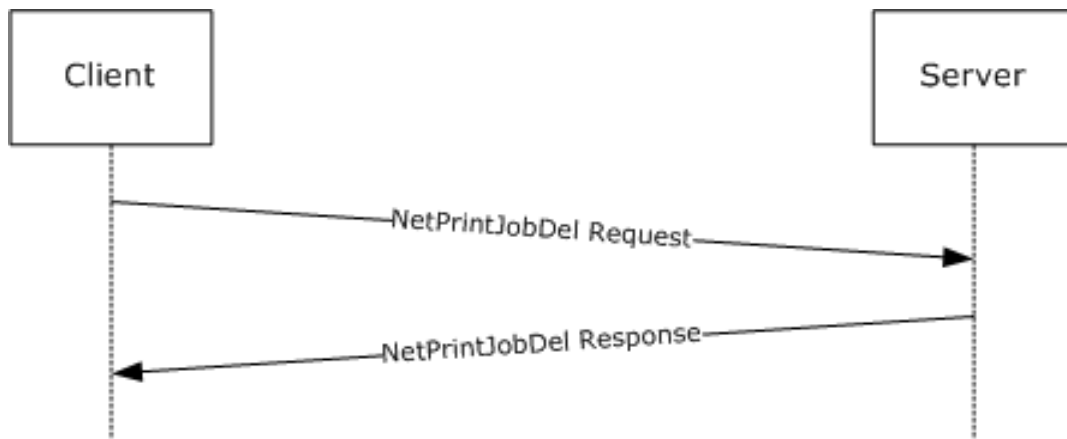 Client
Server
NetPrintJobDel Request
NetPrintJobDel Response